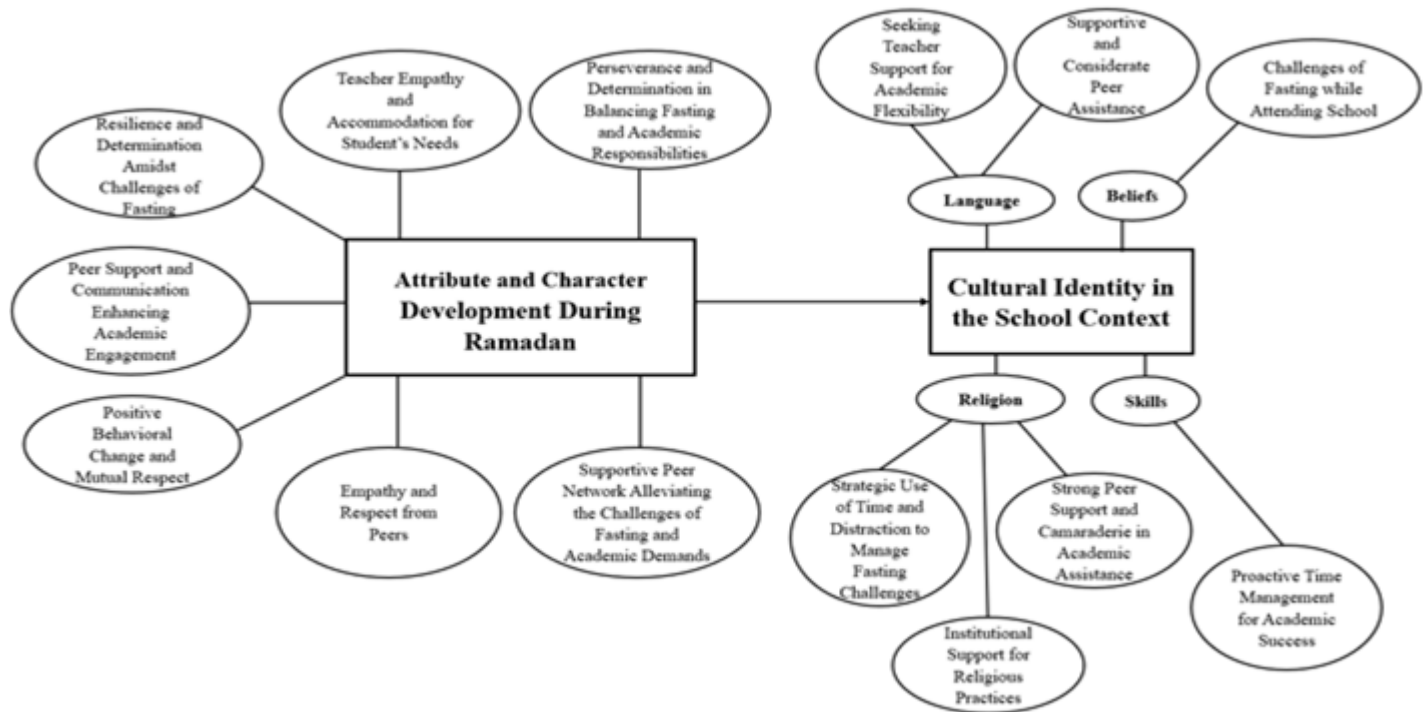 Resilience and
Determination
Amidst
Challenges of
Fasting
Teacher Empathy
and
Accommodation for
Student's Needs
Perseverance and
Determination in
Balancing Fasting
and Academic
Responsibilities
Peer Support and
Communication
Enhancing
Academic
Engagement
Attribute and Character
Development During
Ramadan
Positive
Behavioral
Change and
Mutual Respect
Empathy and
Respect from
Peers
Supportive Peer
Network Alleviating
the Challenges of
Fasting and
Academic Demands
Seeking
Teacher
Support for
Academic
Flexibility
Supportive
and
Considerate
Peer
Assistance
Challenges of
Fasting while
Attending School
Language
Beliefs
Cultural Identity in
the School Context
Religion
Skills
Strategic Use
of Time and
Distraction to
Manage
Fasting
Challenges
Institutional
Support for
Religious
Practices
Strong Peer
Support and
Camaraderie in
Academic
Assistance
Proactive Time
Management
for Academic
Success